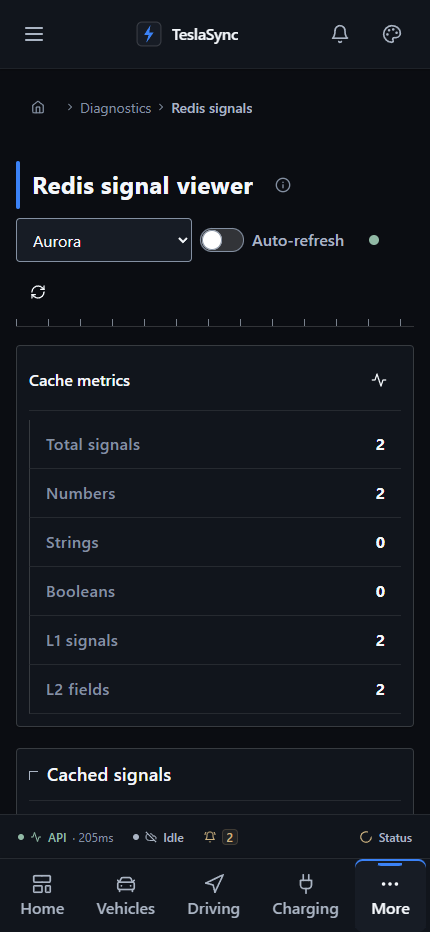 TeslaSync
Diagnostics > Redis signals
Redis signal viewer
Aurora
Auto-refresh
Cache metrics
Total signals 2
Numbers 2
Strings 0
Booleans 0
L1 signals 2
L2 fields 2
Cached signals
API · 205ms Idle 2 Status
Home Vehicles Driving Charging More